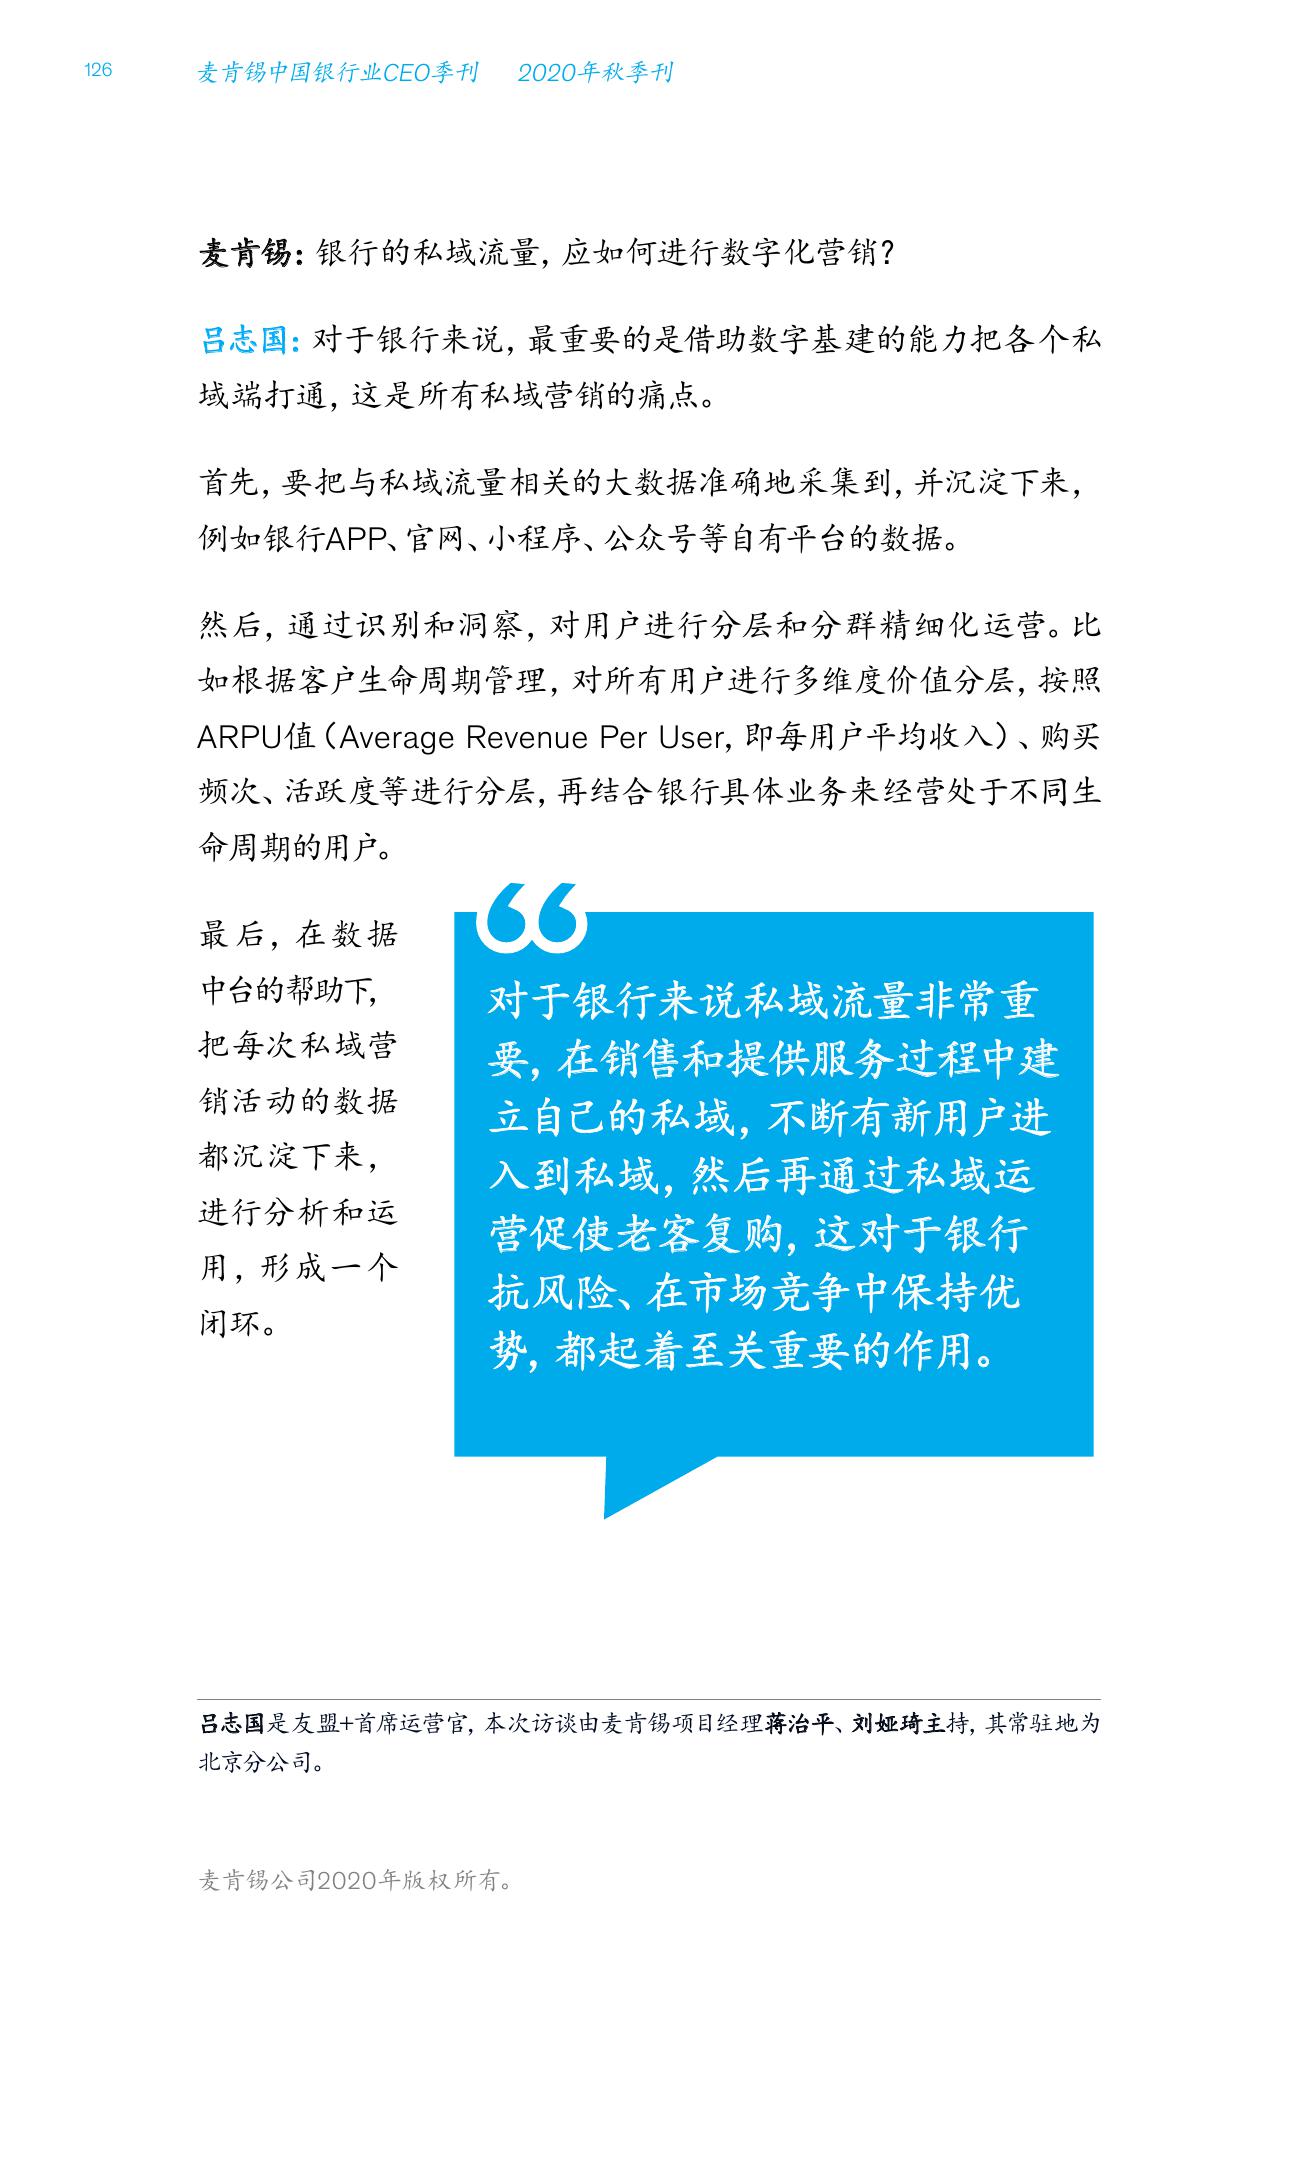 126
麦肯锡中国银行业CEO季刊 2020年秋季刊
麦肯锡：银行的私域流量，应如何进行数字化营销？
吕志国：对于银行来说，最重要的是借助数字基建的能力把各个私
域端打通，这是所有私域营销的痛点。
首先，要把与私域流量相关的大数据准确地采集到，并沉淀下来，
例如银行APP、官网、小程序、公众号等自有平台的数据。
然后，通过识别和洞察，对用户进行分层和分群精细化运营。比
如根据客户生命周期管理，对所有用户进行多维度价值分层，按照
ARPU值（Average Revenue Per User，即每用户平均收入）、购买
频次、活跃度等进行分层，再结合银行具体业务来经营处于不同生
命周期的用户。
最后，在数据
中台的帮助下，
把每次私域营
销活动的数据
都沉淀下来，
进行分析和运
用，形成一个
闭环。
“
对于银行来说私域流量非常重
要，在销售和提供服务过程中建
立自己的私域，不断有新用户进
入到私域，然后再通过私域运
营促使老客复购，这对于银行
抗风险、在市场竞争中保持优
势，都起着至关重要的作用。
吕志国是友盟+首席运营官，本次访谈由麦肯锡项目经理蒋治平、刘娅琦主持，其常驻地为
北京分公司。
麦肯锡公司2020年版权所有。